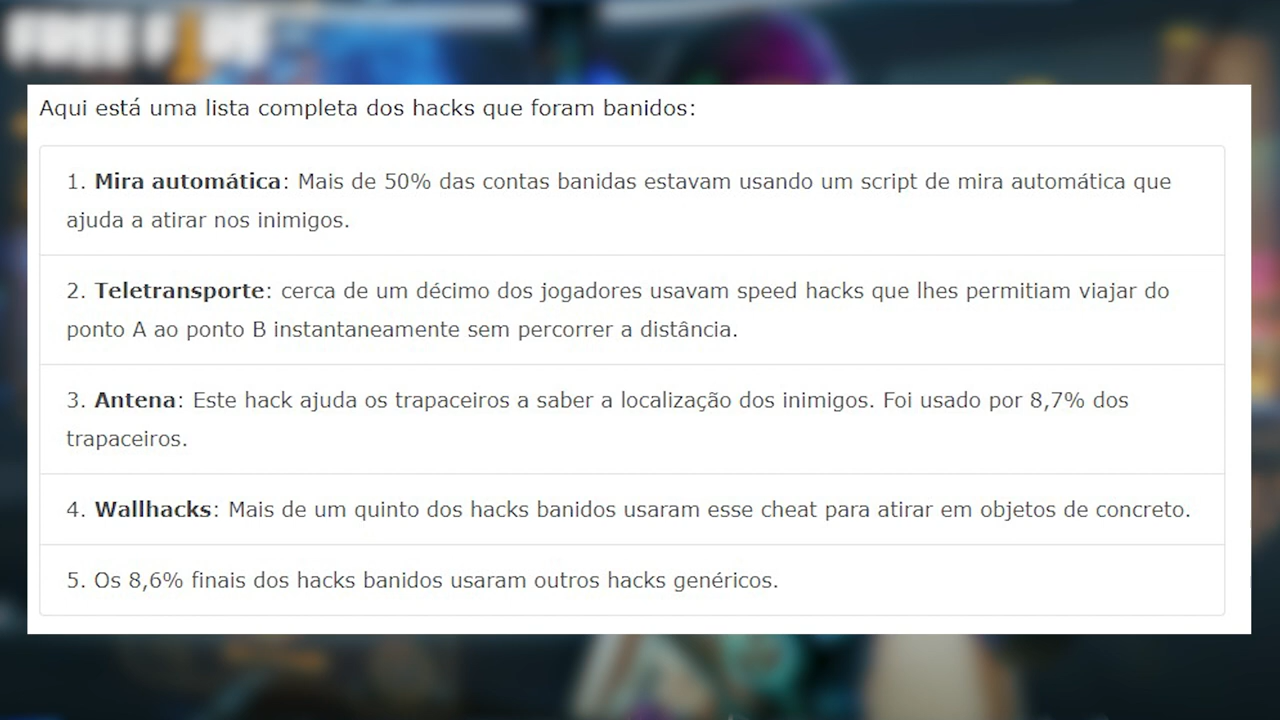 FREE FIRE
Aqui está uma lista completa dos hacks que foram banidos:
1. Mira automática: Mais de 50% das contas banidas estavam usando um script de mira automática que
ajuda a atirar nos inimigos.
2. Teletransporte: cerca de um décimo dos jogadores usavam speed hacks que lhes permitiam viajar do
ponto A ao ponto B instantaneamente sem percorrer a distância.
3. Antena: Este hack ajuda os trapaceiros a saber a localização dos inimigos. Foi usado por 8,7% dos
trapaceiros.
4. Wallhacks: Mais de um quinto dos hacks banidos usaram esse cheat para atirar em objetos de concreto.
5. Os 8,6% finais dos hacks banidos usaram outros hacks genéricos.